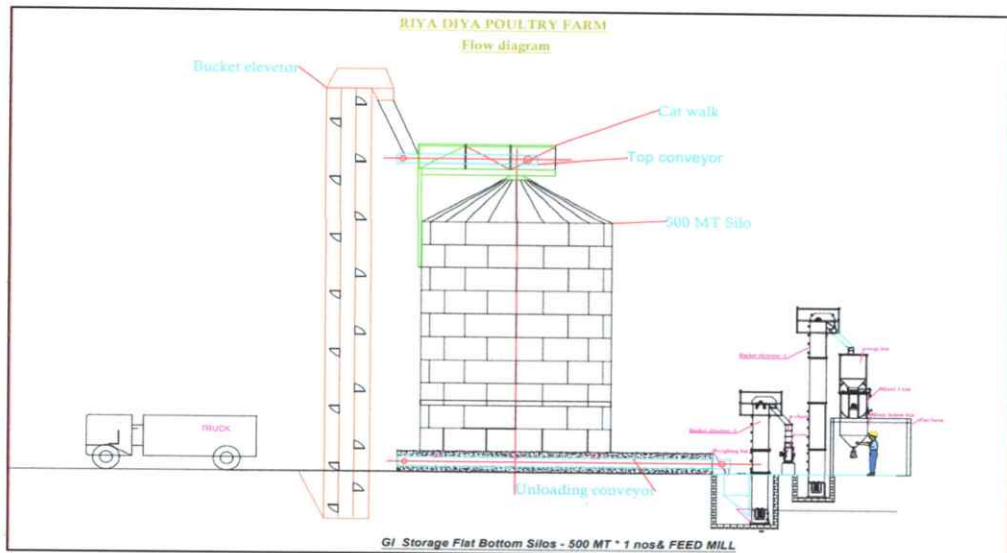 RIYA DIYA POULTRY FARM
Flow diagram
Bucket elevetor
Cat walk
Top conveyor
500 MT Silo
TRUCK
Unloading conveyor
GI Storage Flat Bottom Silos - 500 MT * 1 nos& FEED MILL